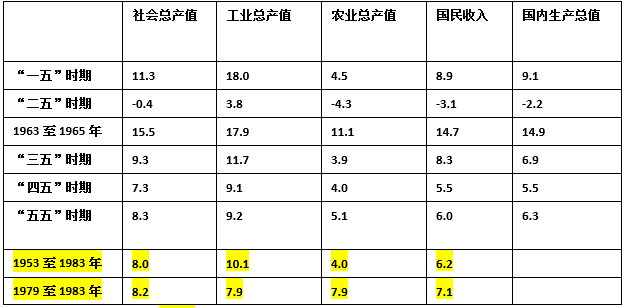 社会总产值 工业总产值 农业总产值 国民收入 国内生产总值
“一五”时期 11.3 18.0 4.5 8.9 9.1
“二五”时期 -0.4 3.8 -4.3 -3.1 -2.2
1963 至 1965 年 15.5 17.9 11.1 14.7 14.9
“三五”时期 9.3 11.7 3.9 8.3 6.9
“四五”时期 7.3 9.1 4.0 5.5 5.5
“五五”时期 8.3 9.2 5.1 6.0 6.3
1953 至 1983 年 8.0 10.1 4.0 6.2
1979 至 1983 年 8.2 7.9 7.9 7.1